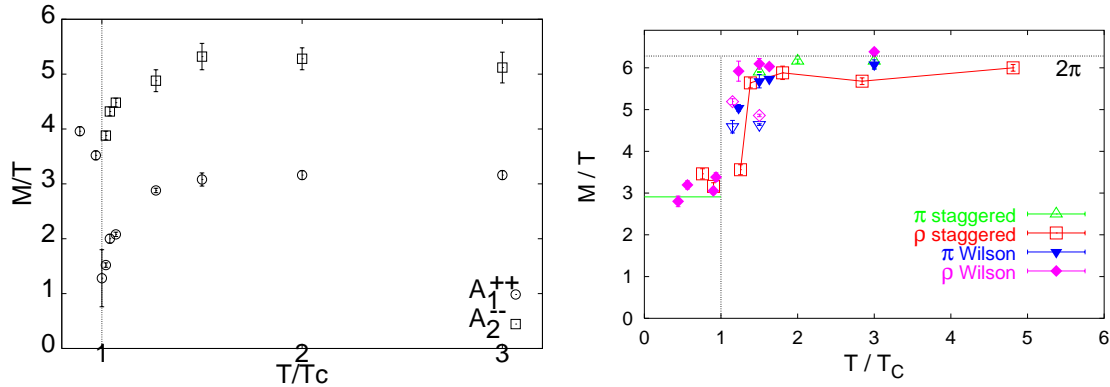 6
5
4
3
2
1
0
M/T
1
2
3
T/Tc
A1++
A2--
7
6
5
4
3
2
1
0
M / T
0
1
2
3
4
5
6
T / TC
2π
π staggered
ρ staggered
π Wilson
ρ Wilson